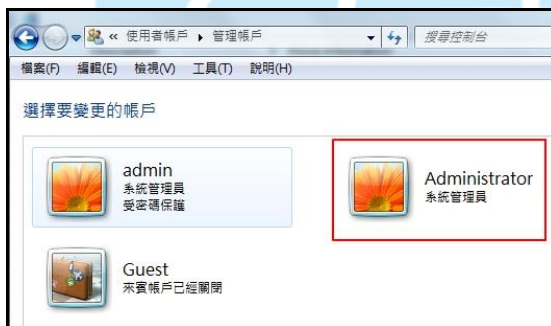 « 使用者帳戶 ▸ 管理帳戶
搜尋控制台
檔案(F) 編輯(E) 檢視(V) 工具(T) 說明(H)
選擇要變更的帳戶
admin
系統管理員
受密碼保護
Administrator
系統管理員
Guest
來賓帳戶已經關閉